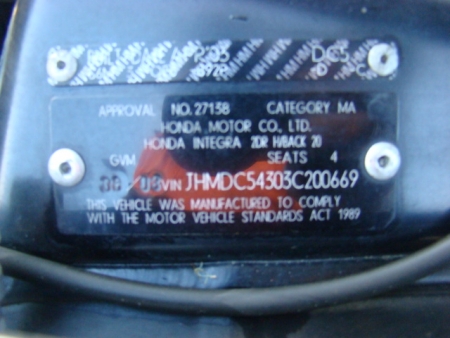 DC5
APPROVAL NO. 27138 CATEGORY MA
HONDA MOTOR CO., LTD.
HONDA INTEGRA 2DR H/BACK 20
GVM SEATS 4
VIN JHMDC54303C200669
THIS VEHICLE WAS MANUFACTURED TO COMPLY
WITH THE MOTOR VEHICLE STANDARDS ACT 1989